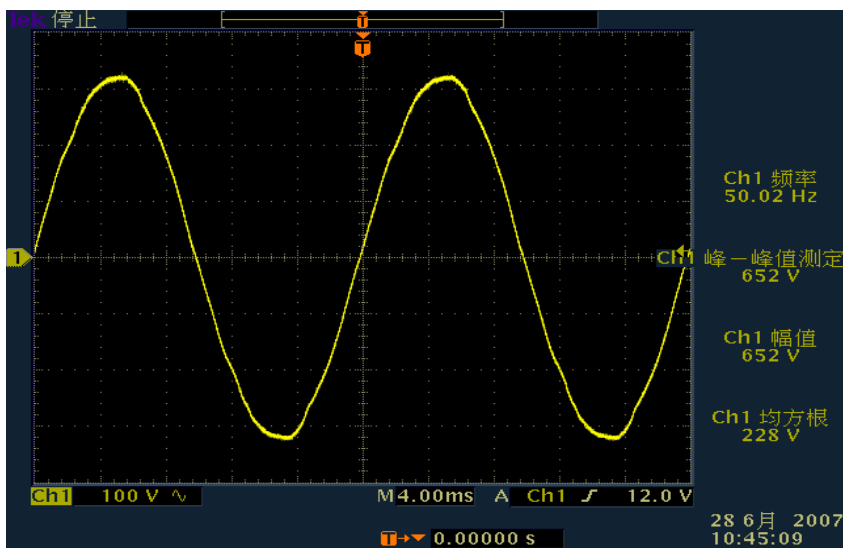 Tek 停止
T
T
1
Ch1 频率
50.02 Hz
Ch1 峰－峰值测定
652 V
Ch1 幅值
652 V
Ch1 均方根
228 V
Ch1 100 V ∿ M4.00ms A Ch1 ∫ 12.0 V
T→▼ 0.00000 s
28 6月 2007
10:45:09